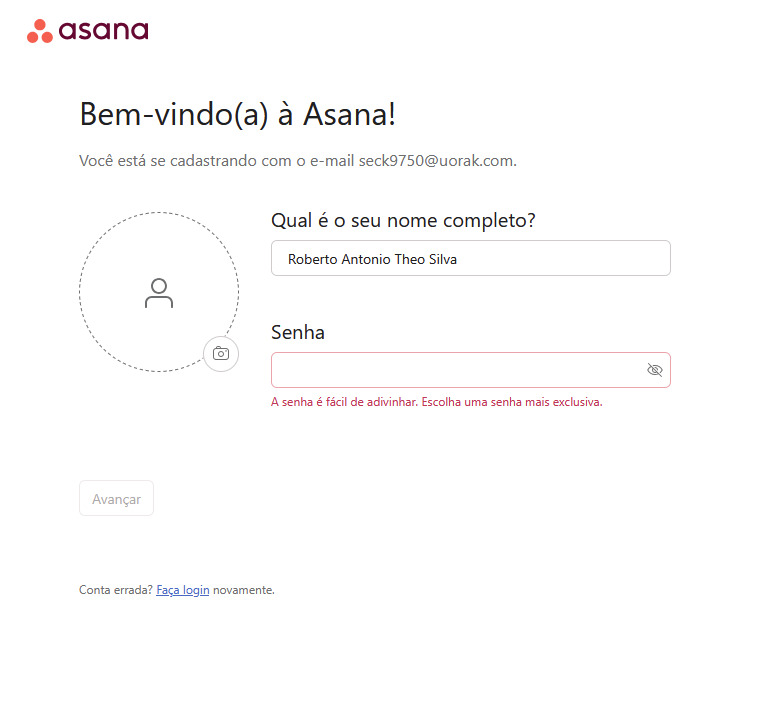 asana
Bem-vindo(a) à Asana!
Você está se cadastrando com o e-mail seck9750@uorak.com.
Qual é o seu nome completo?
Roberto Antonio Theo Silva
Senha
A senha é fácil de adivinhar. Escolha uma senha mais exclusiva.
Avançar
Conta errada? Faça login novamente.